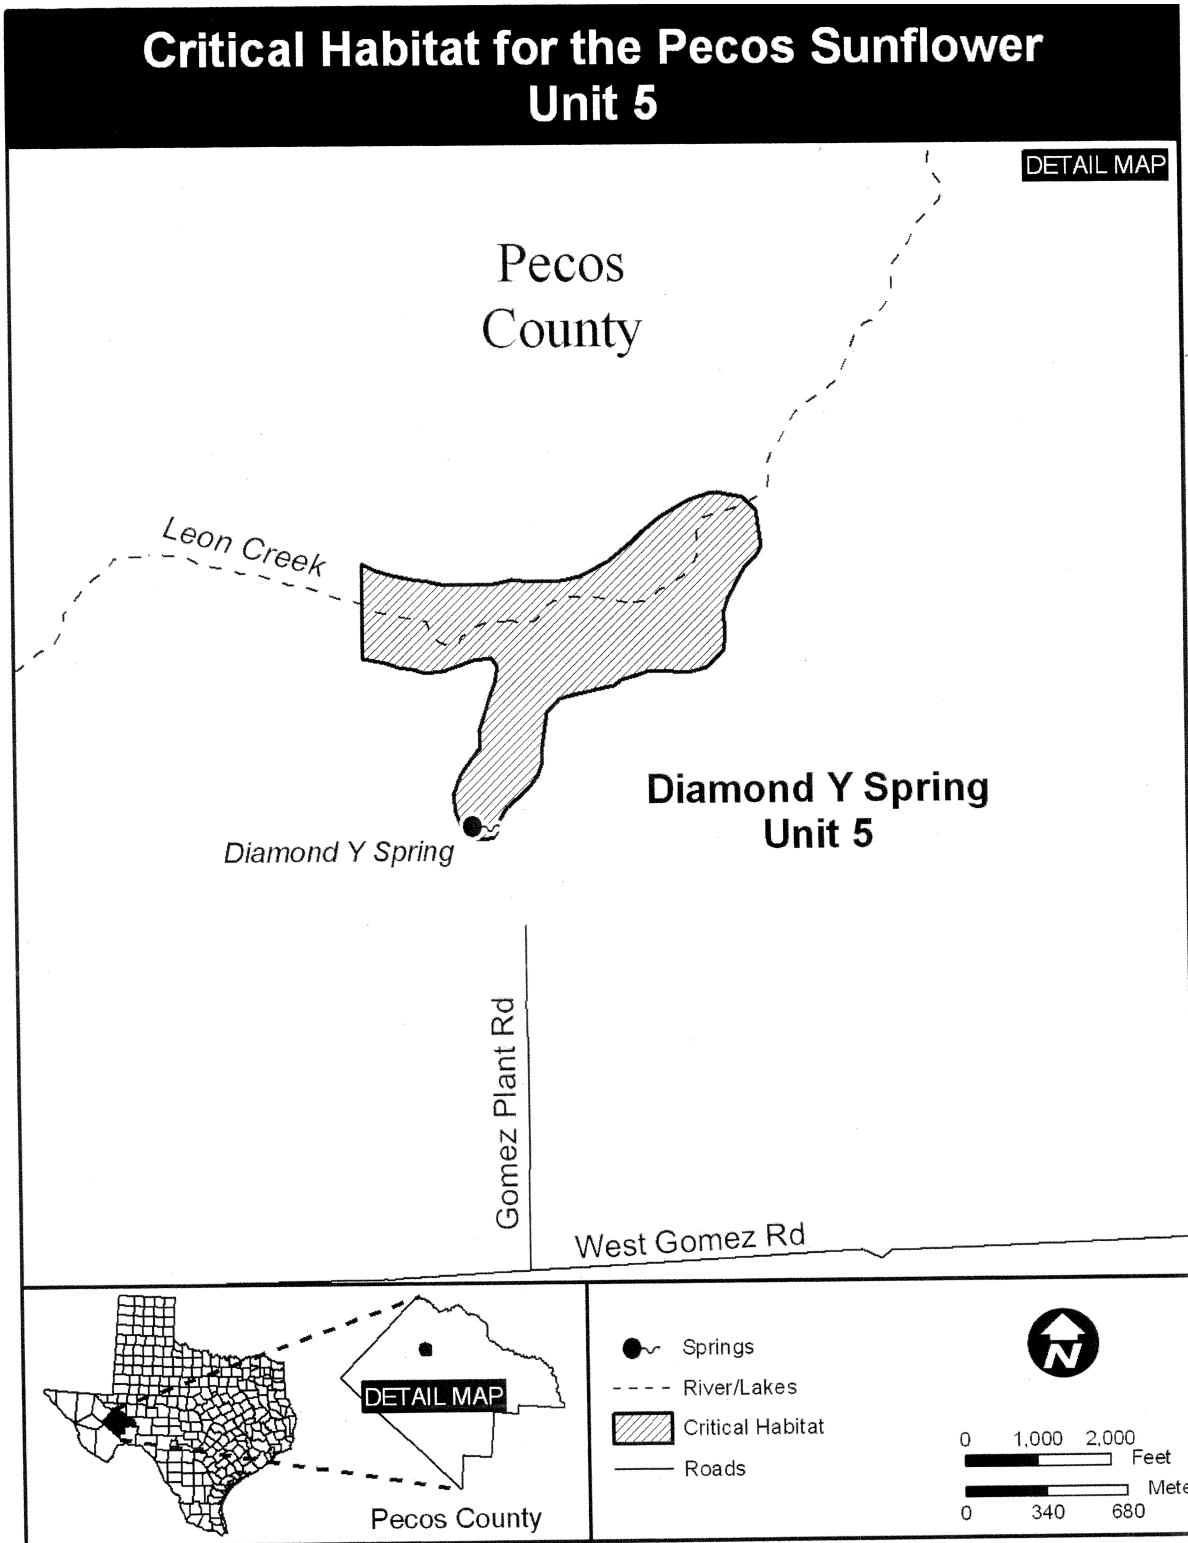 Critical Habitat for the Pecos Sunflower
Unit 5
DETAIL MAP
Pecos
County
Leon Creek
Diamond Y Spring
Unit 5
Diamond Y Spring
Gomez Plant Rd
West Gomez Rd
DETAIL MAP
Pecos County
Springs
River/Lakes
Critical Habitat
Roads
N
0 1,000 2,000
Feet
Mete
0 340 680